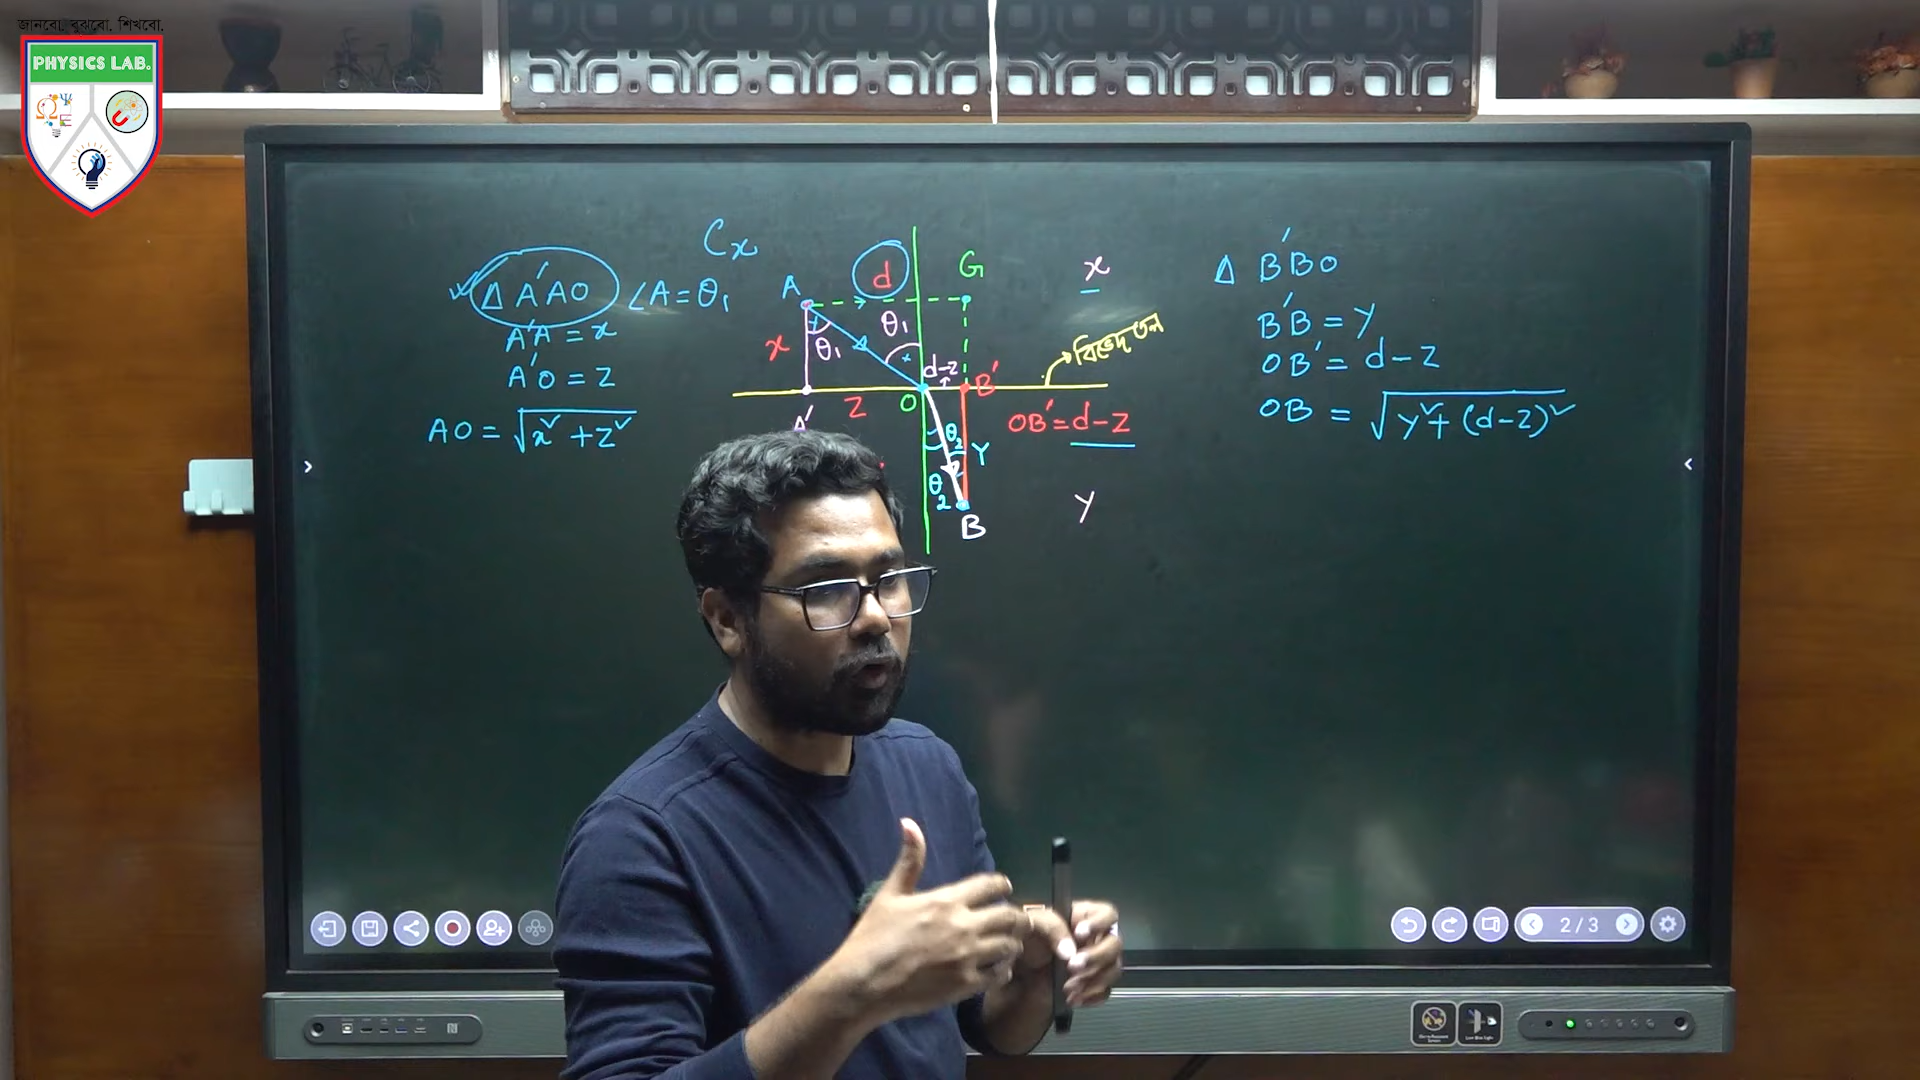 জানবো. বুঝবো. শিখবো.
PHYSICS LAB.
Δ A′AO ∠A = θ₁
A′A = x
A′O = Z
AO = √x² + Z²
Cx
A
d
G
x
θ₁
θ₁
x
d-z
B′
A′
Z
O
OB′ = d-Z
বিভেদ তল
θ₂
Y
θ₂
B
y
Δ B′BO
B′B = Y
OB′ = d - Z
OB = √Y² + (d-Z)²
2/3